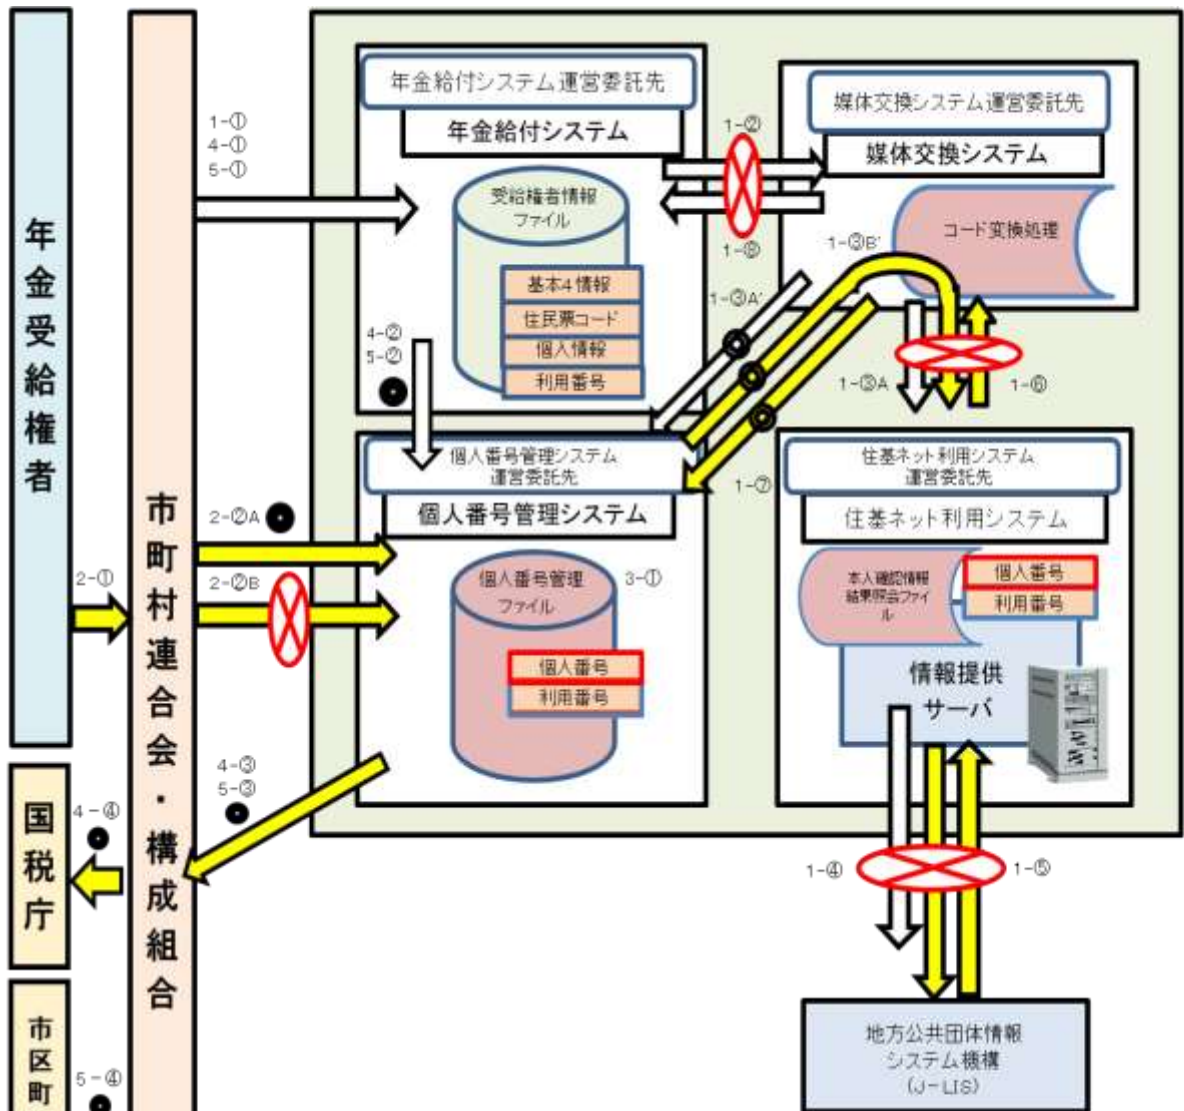 年金受給権者
国税庁
市区町
市町村連合会・構成組合
2-①
4-④
5-④
1-①
4-①
5-①
年金給付システム運営委託先
年金給付システム
受給権者情報
ファイル
基本4情報
住民票コード
個人情報
利用番号
4-②
5-②
1-②
1-⑧
媒体交換システム運営委託先
媒体交換システム
コード変換処理
1-③B'
1-③A'
1-③A
1-⑥
1-⑦
2-②A
2-②B
個人番号管理システム
運営委託先
個人番号管理システム
個人番号管理
ファイル
3-①
個人番号
利用番号
4-③
5-③
住基ネット利用システム
運営委託先
住基ネット利用システム
本人確認情報
結果照会ファイ
ル
個人番号
利用番号
情報提供
サーバ
1-④
1-⑤
地方公共団体情報
システム機構
(J-LIS)